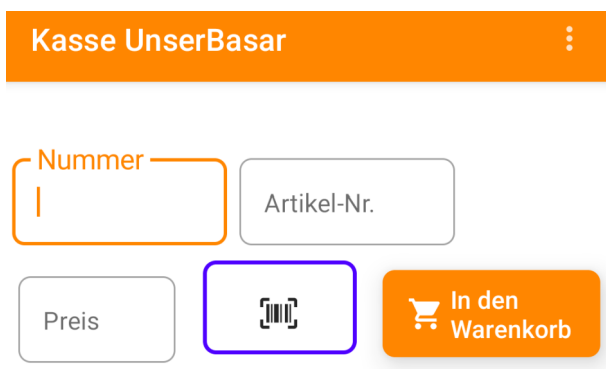 Kasse UnserBasar
Nummer
Artikel-Nr.
Preis
In den
Warenkorb